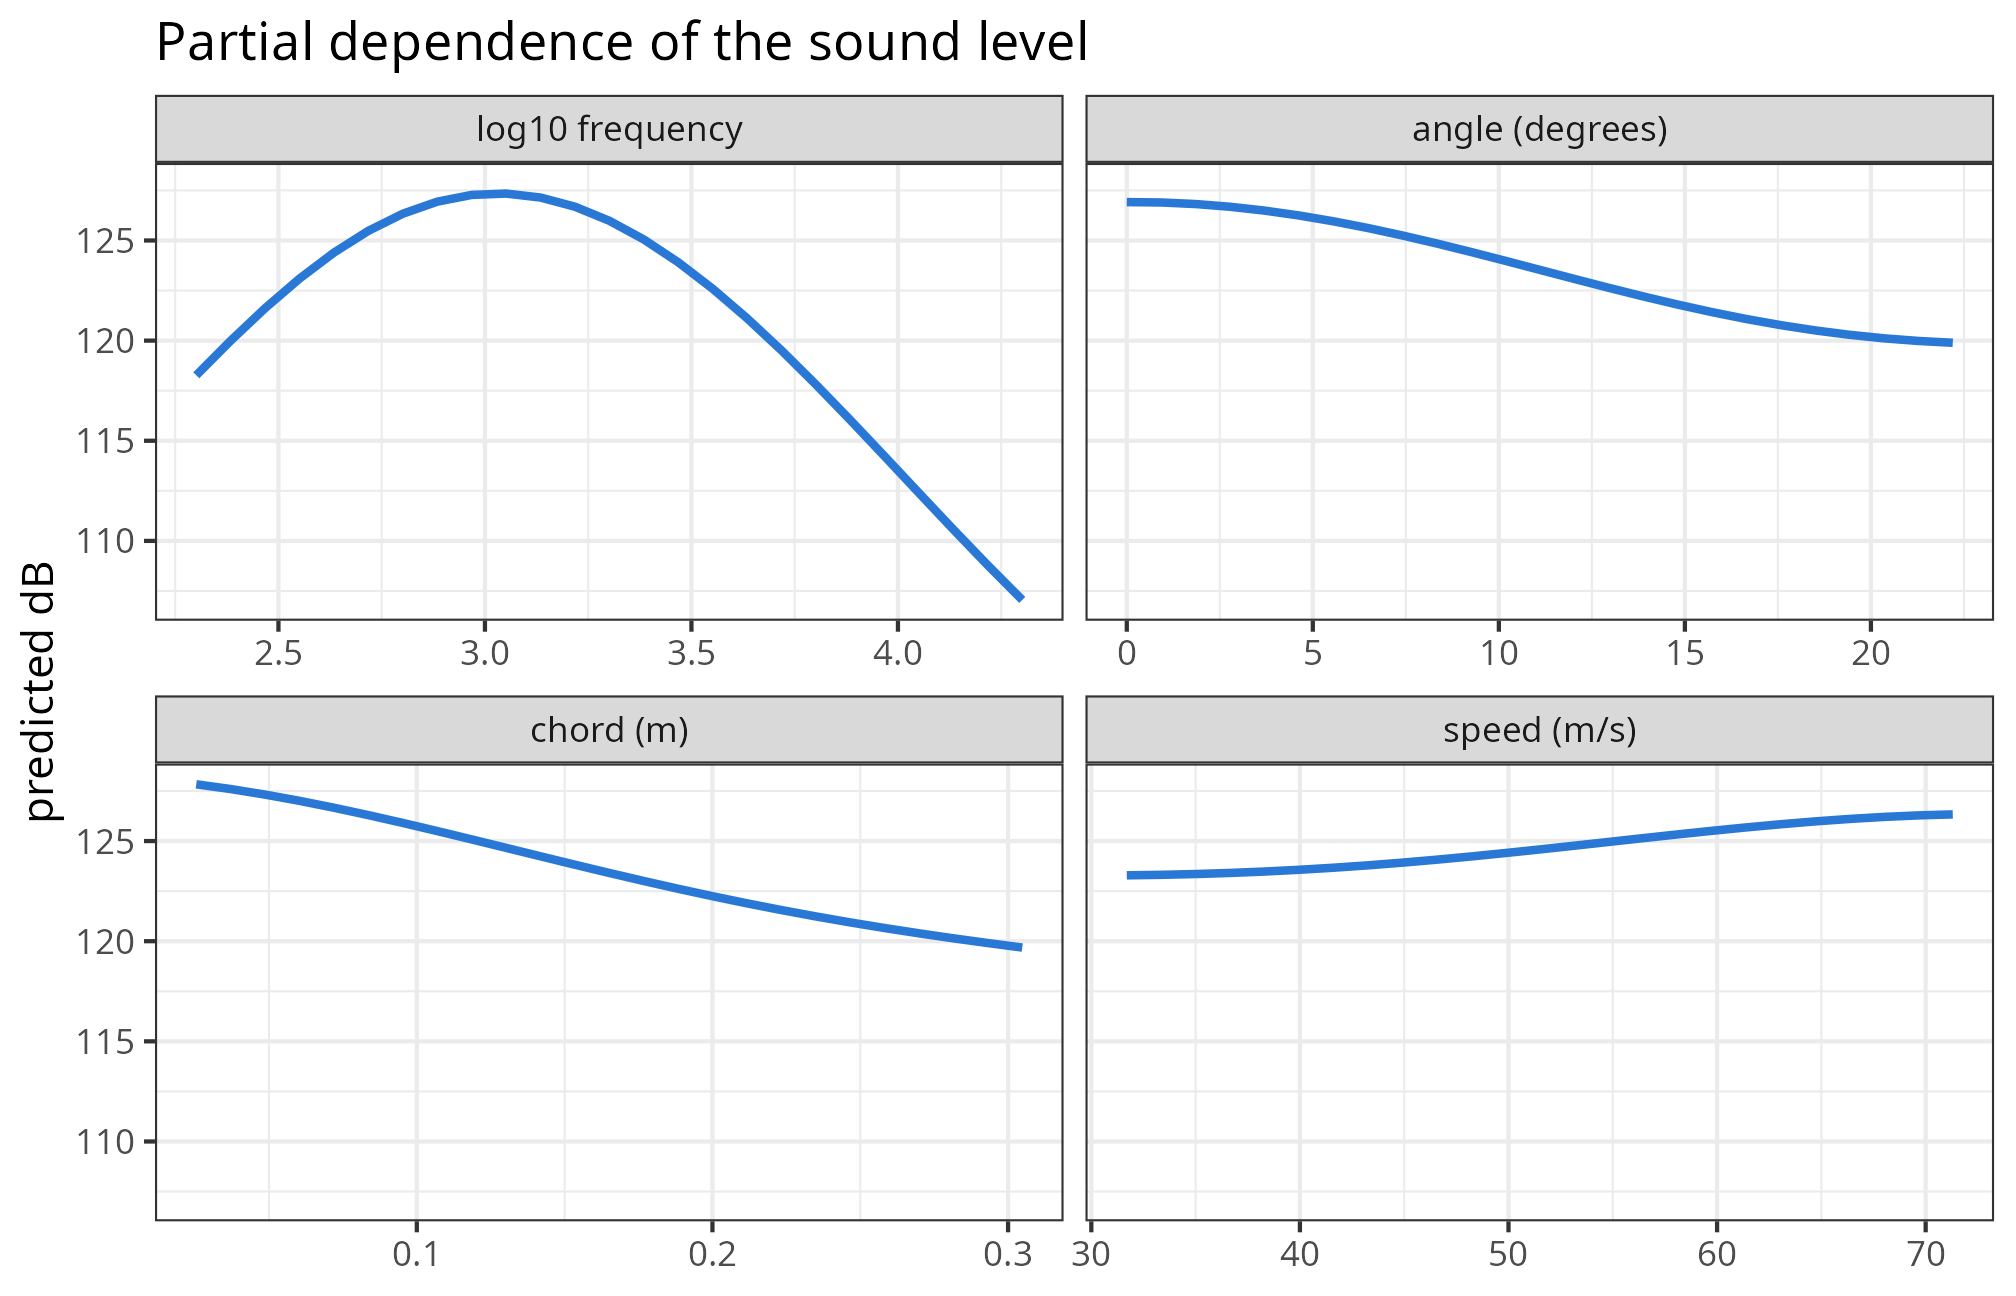 Partial dependence of the sound level
log10 frequency
angle (degrees)
125
120
115
110
2.5 3.0 3.5 4.0
0 5 10 15 20
predicted dB
chord (m)
speed (m/s)
125
120
115
110
0.1 0.2 0.3
30 40 50 60 70